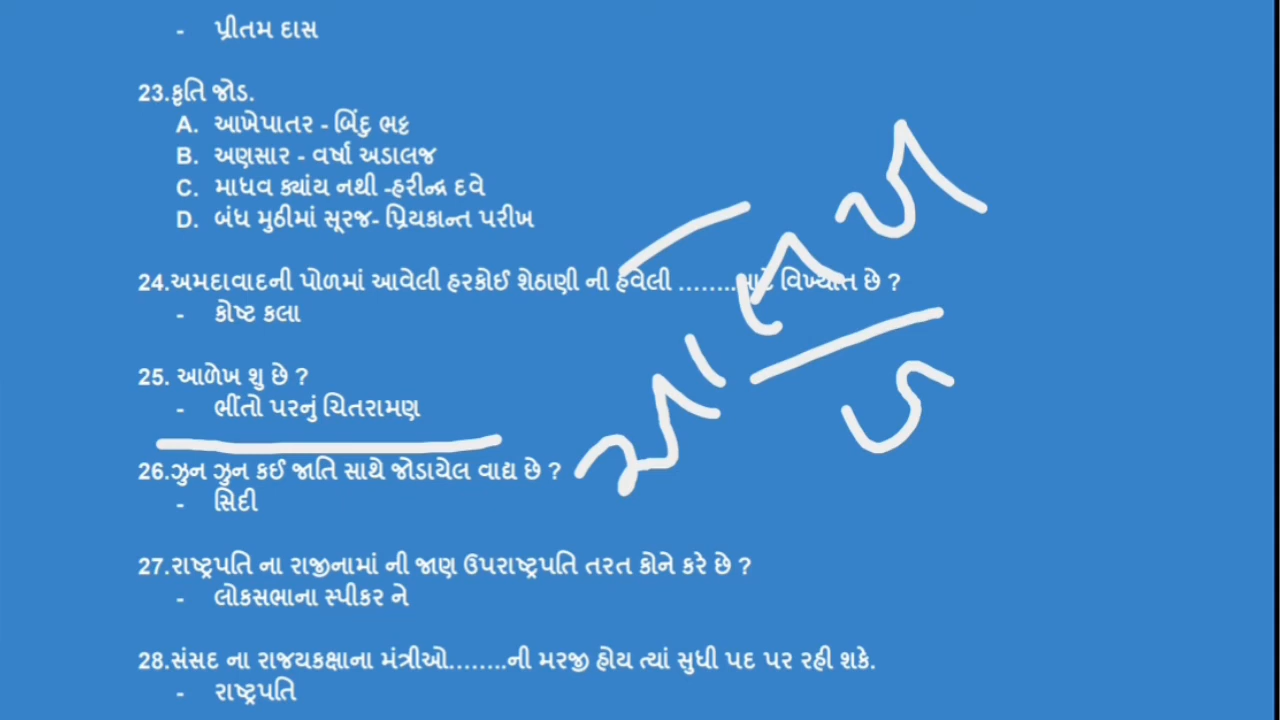 - પ્રીતમ દાસ
23.કૃતિ જોડ.
A. આખેપાતર - બિંદુ ભટ્ટ
B. અણસાર - વર્ષા અડાલજ
C. માધવ ક્યાંય નથી -હરીન્દ્ર દવે
D. બંધ મુઠીમાં સૂરજ- પ્રિયકાન્ત પરીખ
24.અમદાવાદની પોળમાં આવેલી હરકોઈ શેઠાણી ની હવેલી ........માટે વિખ્યાત છે ?
- કોષ્ટ કલા
25. આળેખ શુ છે ?
- ભીંતો પરનું ચિતરામણ
26.ઝુન ઝુન કઈ જાતિ સાથે જોડાયેલ વાદ્ય છે ?
- સિદી
27.રાષ્ટ્રપતિ ના રાજીનામાં ની જાણ ઉપરાષ્ટ્રપતિ તરત કોને કરે છે ?
- લોકસભાના સ્પીકર ને
28.સંસદ ના રાજયકક્ષાના મંત્રીઓ........ની મરજી હોય ત્યાં સુધી પદ પર રહી શકે.
- રાષ્ટ્રપતિ